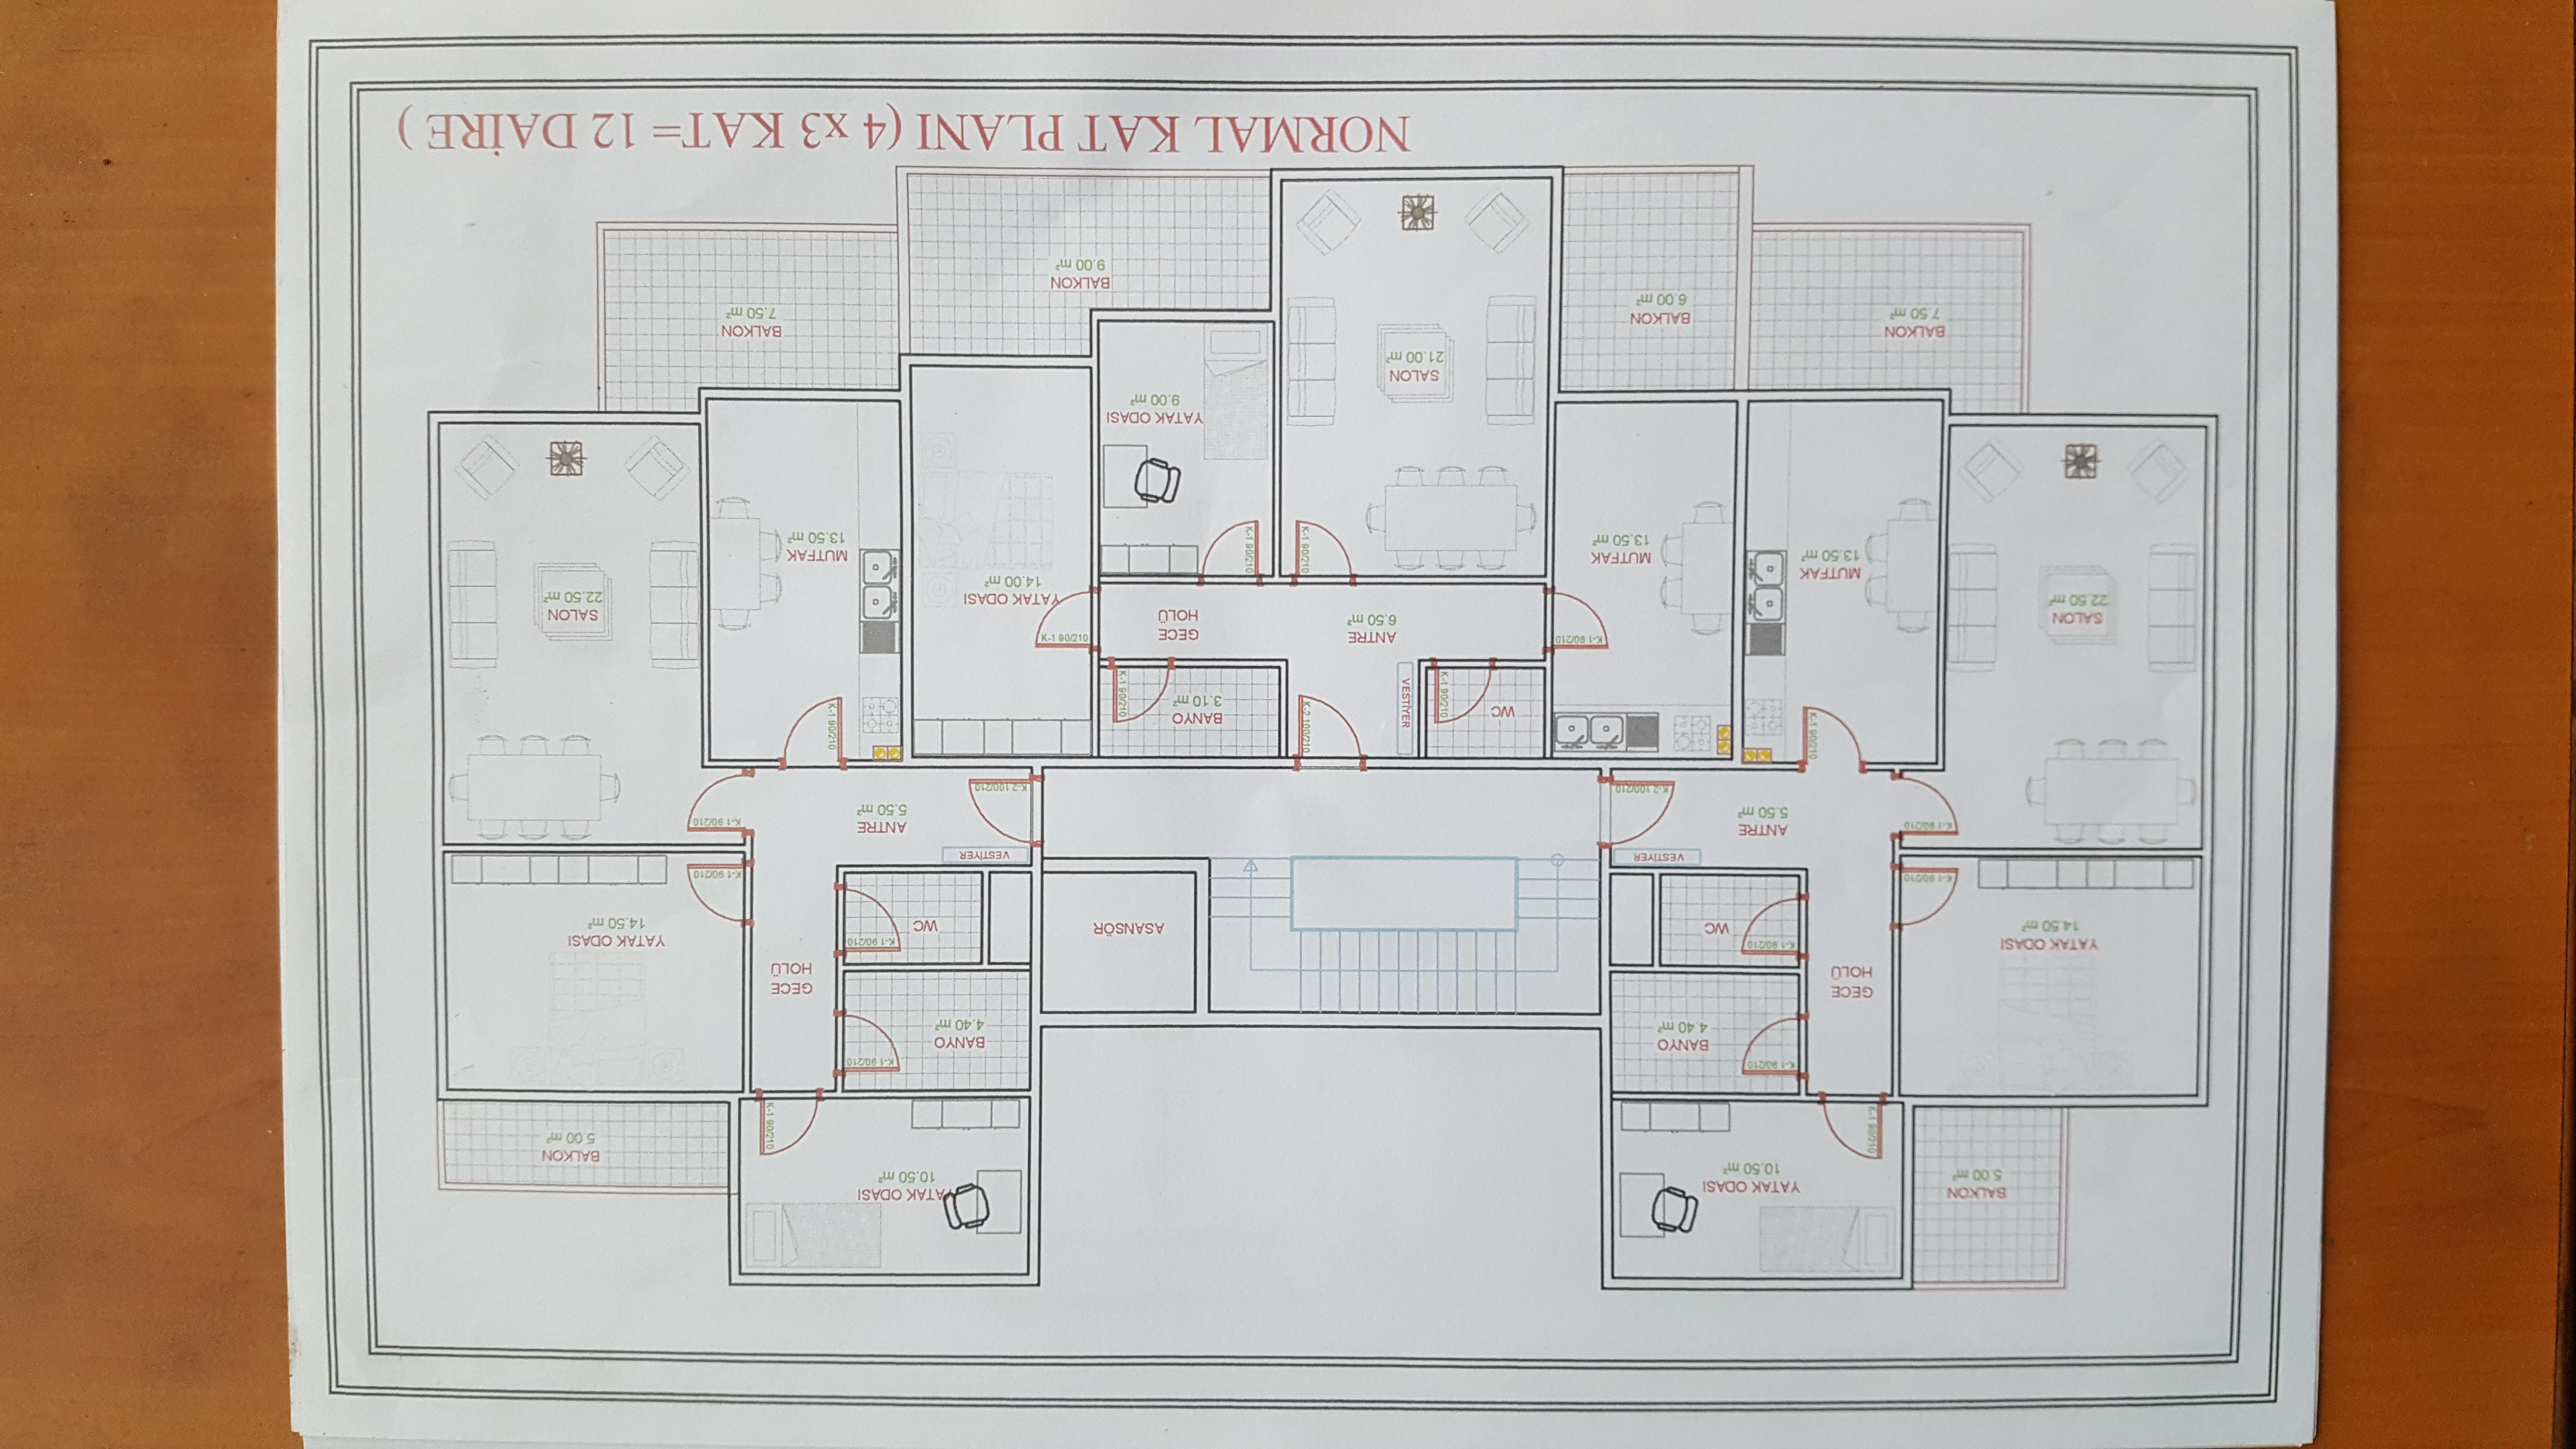 BALKON
5.00 m²
YATAK ODASI
10.50 m²
K-1 90/210
BANYO
4.40 m²
K-1 90/210
GECE
HOLÜ
WC
K-1 90/210
YATAK ODASI
14.50 m²
K-1 90/210
VESTİYER
ANTRE
5.50 m²
K-2 100/210
K-1 90/210
K-1 90/210
SALON
22.50 m²
MUTFAK
13.50 m²
BALKON
7.50 m²
ASANSÖR
K-2 100/210
WC
K-1 90/210
VESTİYER
BANYO
3.10 m²
K-1 90/210
ANTRE
6.50 m²
GECE
HOLÜ
K-1 90/210
K-1 90/210
K-1 90/210
K-1 90/210
MUTFAK
13.50 m²
YATAK ODASI
14.00 m²
YATAK ODASI
9.00 m²
SALON
21.00 m²
BALKON
6.00 m²
BALKON
9.00 m²
YATAK ODASI
10.50 m²
K-1 90/210
BALKON
5.00 m²
BANYO
4.40 m²
K-1 90/210
GECE
HOLÜ
WC
K-1 90/210
YATAK ODASI
14.50 m²
K-1 90/210
VESTİYER
ANTRE
5.50 m²
K-2 100/210
K-1 90/210
K-1 90/210
SALON
22.50 m²
MUTFAK
13.50 m²
BALKON
7.50 m²
NORMAL KAT PLANI (4 x3 KAT= 12 DAİRE )